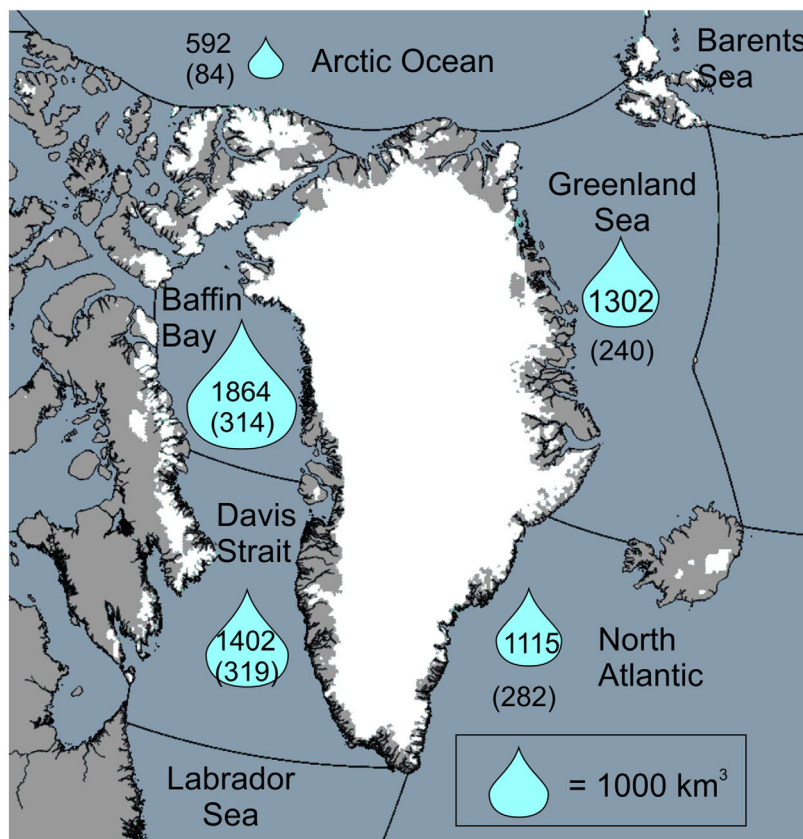 592
(84)
Arctic Ocean
Barents
Sea
Greenland
Sea
1302
(240)
Baffin
Bay
1864
(314)
Davis
Strait
1402
(319)
1115
(282)
North
Atlantic
Labrador
Sea
= 1000 km³